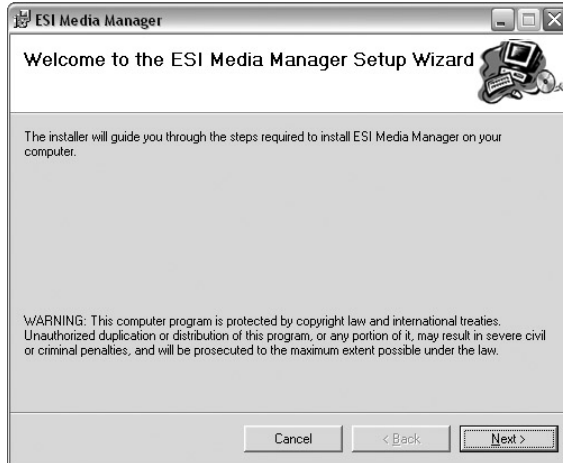 ESI Media Manager
Welcome to the ESI Media Manager Setup Wizard
The installer will guide you through the steps required to install ESI Media Manager on your
computer.
WARNING: This computer program is protected by copyright law and international treaties.
Unauthorized duplication or distribution of this program, or any portion of it, may result in severe civil
or criminal penalties, and will be prosecuted to the maximum extent possible under the law.
Cancel < Back Next >